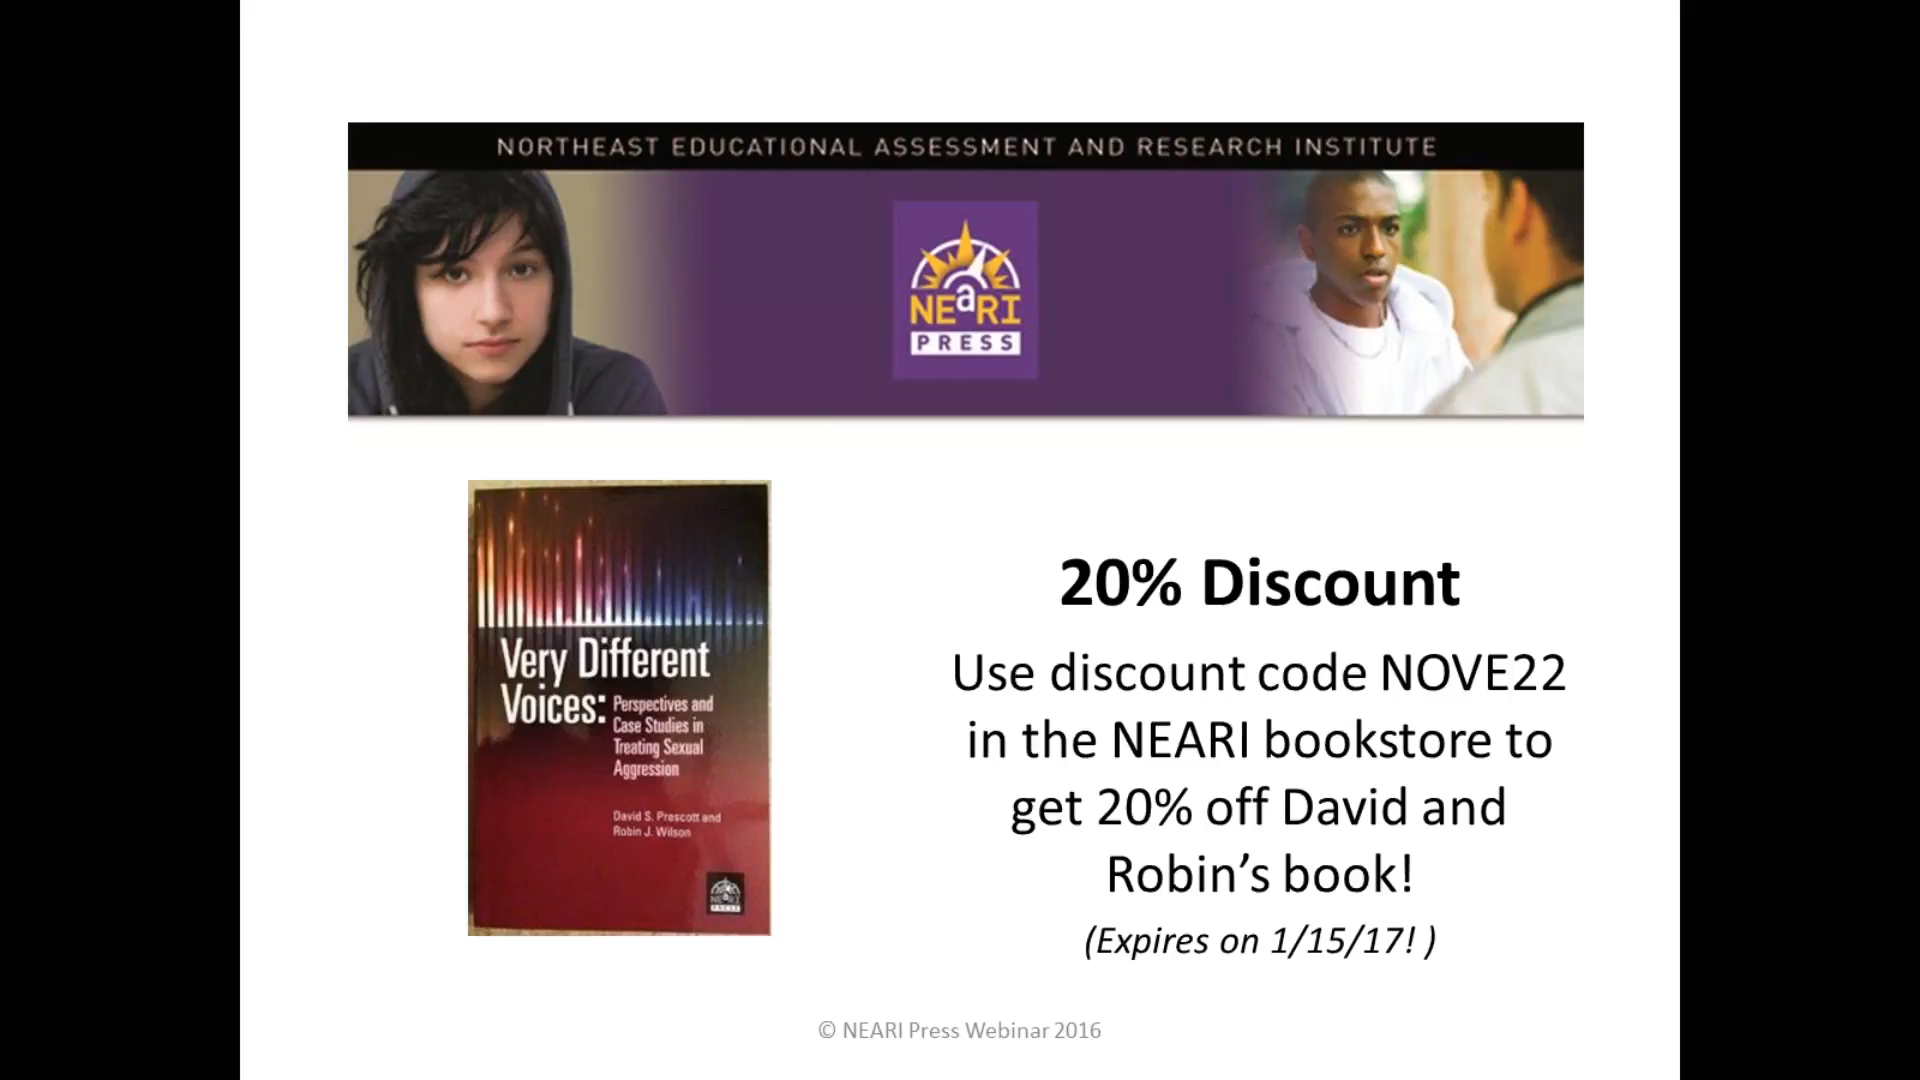 NORTHEAST EDUCATIONAL ASSESSMENT AND RESEARCH INSTITUTE
NEaRI
PRESS
Very Different
Voices: Perspectives and
Case Studies in
Treating Sexual
Aggression
David S. Prescott and
Robin J. Wilson
NEaRI
PRESS
20% Discount
Use discount code NOVE22
in the NEARI bookstore to
get 20% off David and
Robin’s book!
(Expires on 1/15/17! )
© NEARI Press Webinar 2016